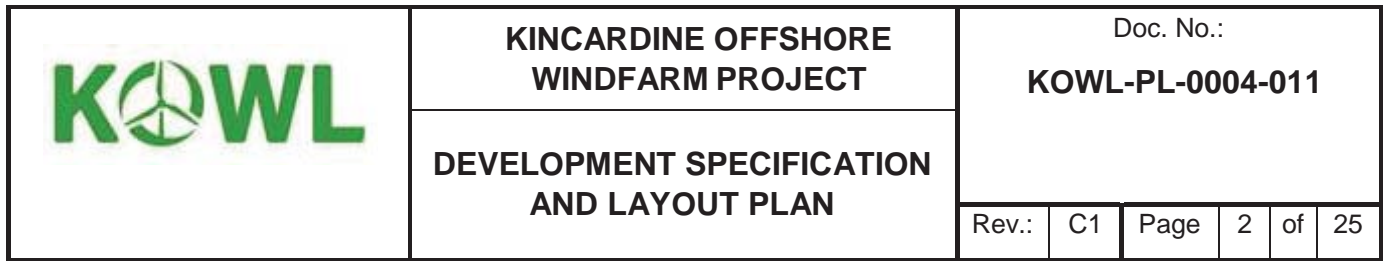 KOWL
KINCARDINE OFFSHORE
WINDFARM PROJECT
DEVELOPMENT SPECIFICATION
AND LAYOUT PLAN
Doc. No.:
KOWL-PL-0004-011
Rev.: C1 Page 2 of 25